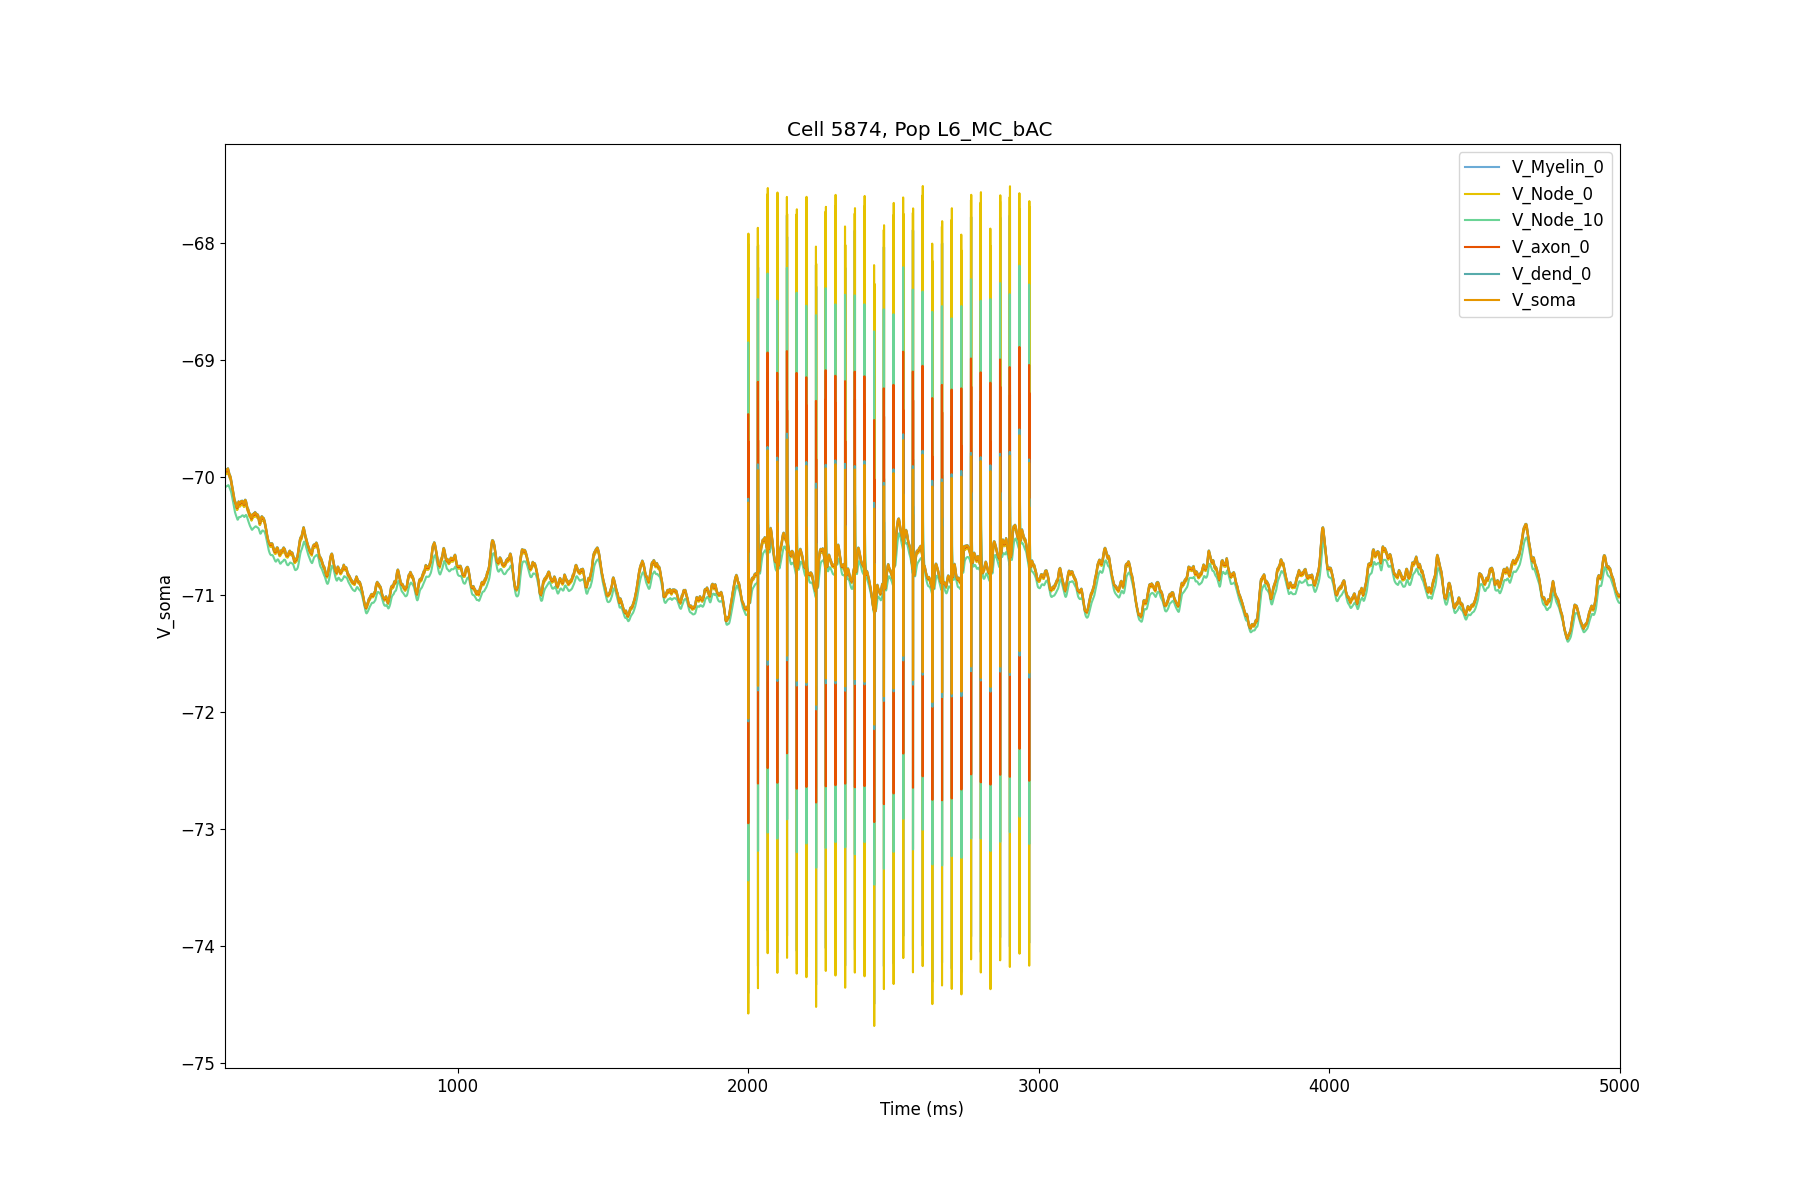 Cell 5874, Pop L6_MC_bAC
V_Myelin_0
V_Node_0
V_Node_10
V_axon_0
V_dend_0
V_soma
−68
−69
−70
−71
−72
−73
−74
−75
V_soma
1000
2000
3000
4000
5000
Time (ms)